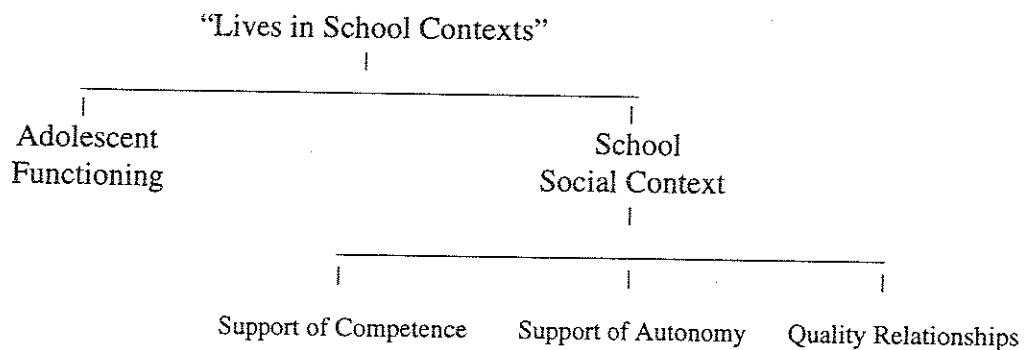 “Lives in School Contexts”
Adolescent
Functioning
School
Social Context
Support of Competence
Support of Autonomy
Quality Relationships